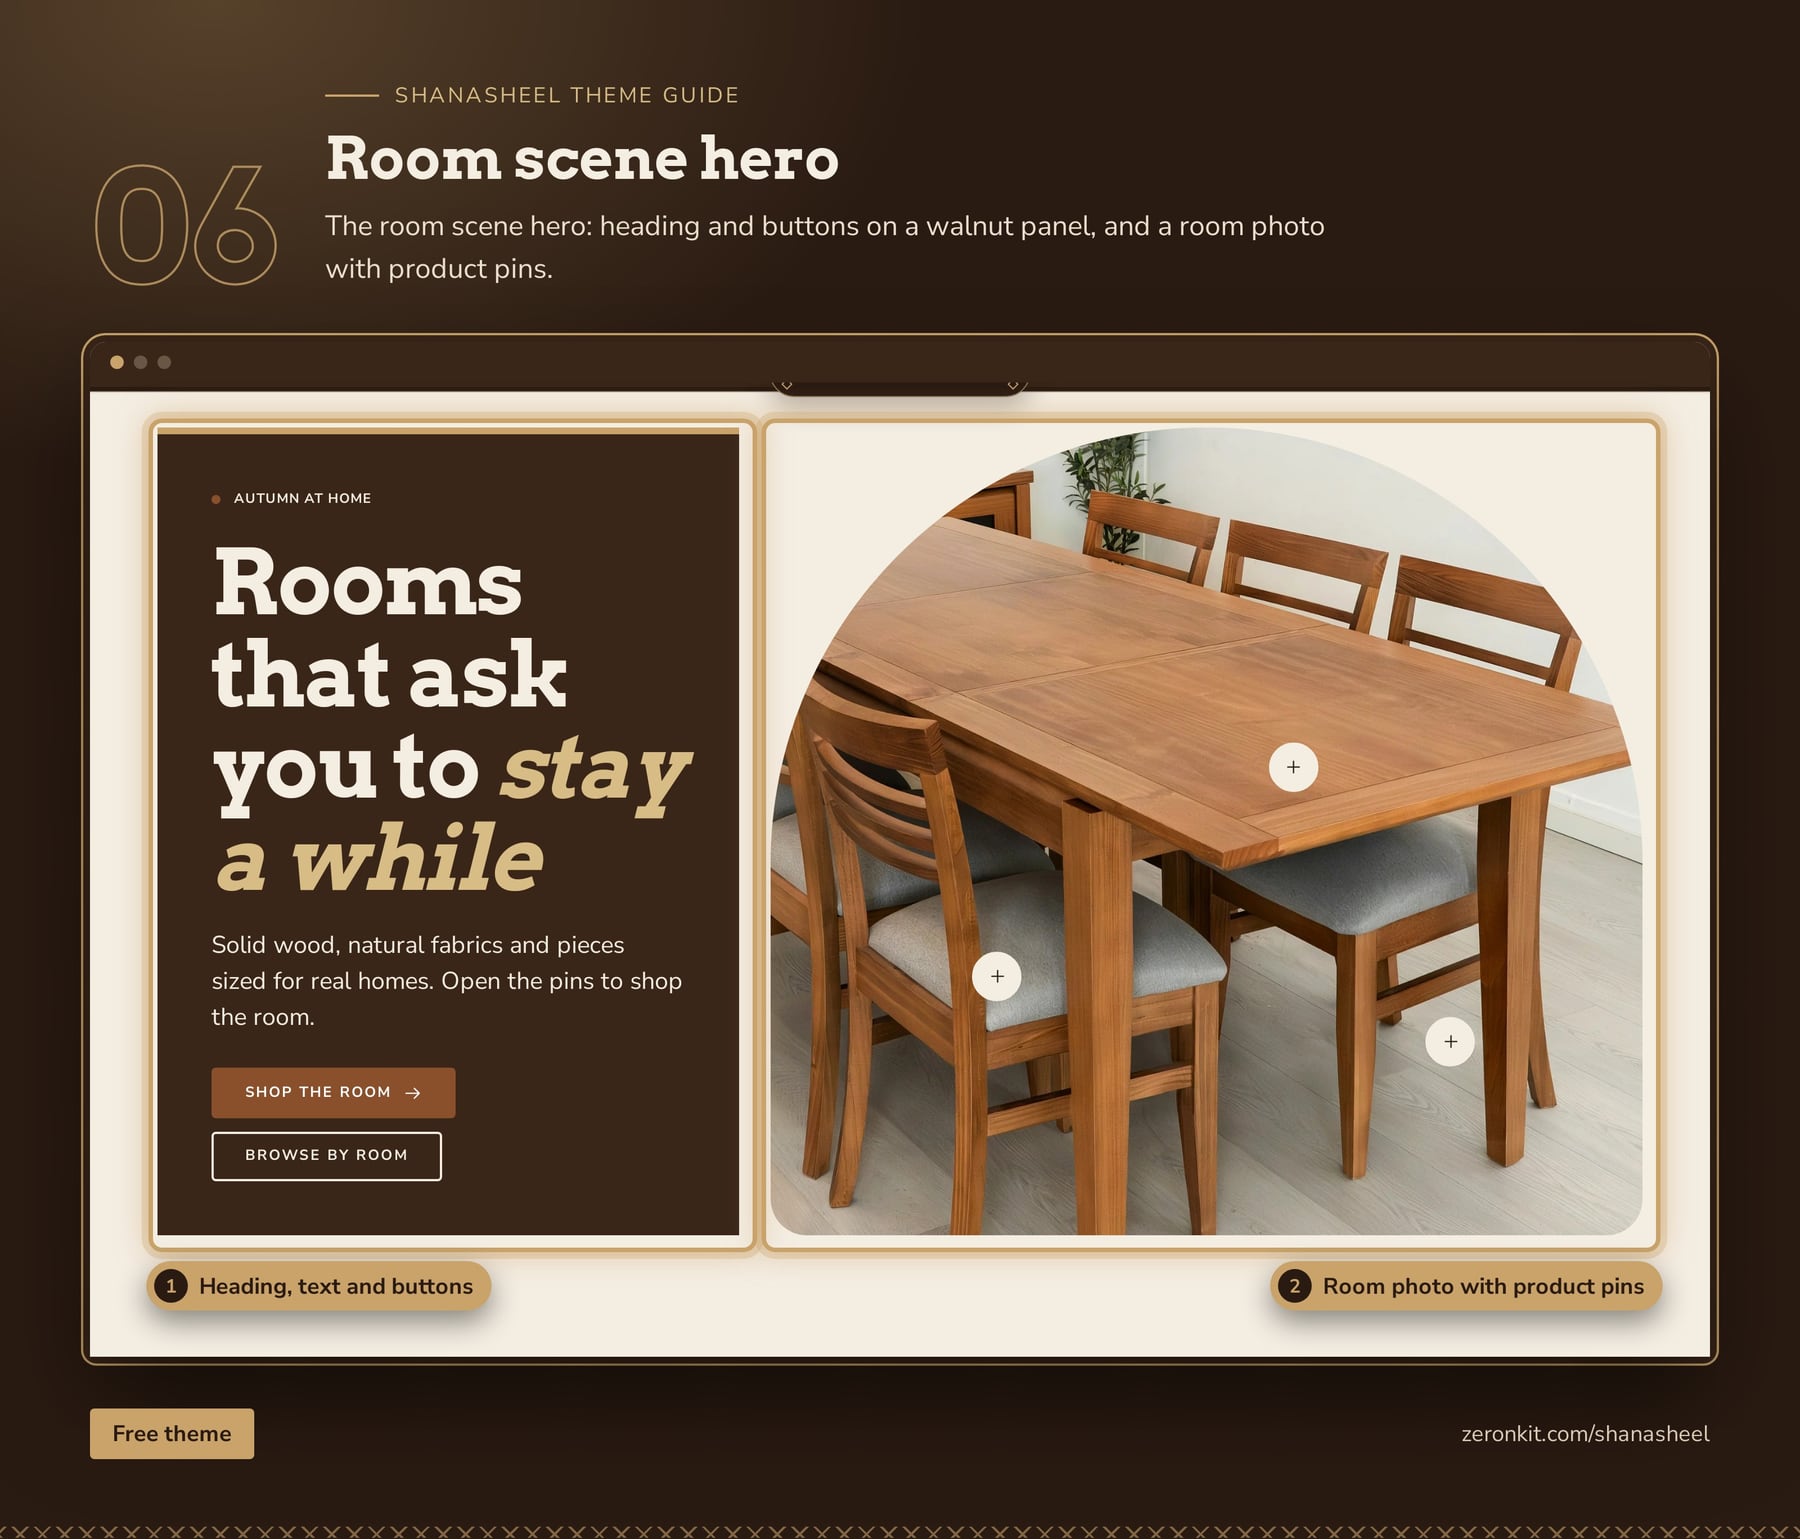 SHANASHEEL THEME GUIDE
06
Room scene hero
The room scene hero: heading and buttons on a walnut panel, and a room photo
with product pins.
AUTUMN AT HOME
Rooms
that ask
you to stay
a while
Solid wood, natural fabrics and pieces
sized for real homes. Open the pins to shop
the room.
SHOP THE ROOM →
BROWSE BY ROOM
+
+
+
1 Heading, text and buttons
2 Room photo with product pins
Free theme
zeronkit.com/shanasheel